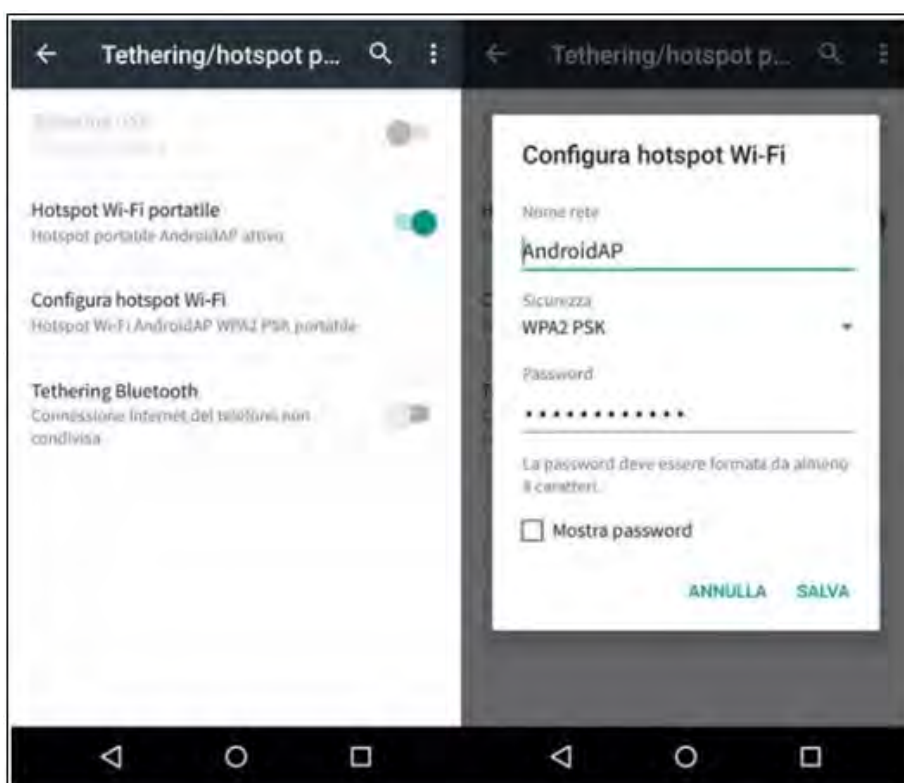 Tethering/hotspot p...
Hotspot Wi-Fi portatile
Hotspot portatile AndroidAP attivo
Configura hotspot Wi-Fi
Hotspot Wi-Fi AndroidAP WPA2 PSK portatile
Tethering Bluetooth
Connessione Internet del telefono non
condivisa
Tethering/hotspot p...
Configura hotspot Wi-Fi
Nome rete
AndroidAP
Sicurezza
WPA2 PSK
Password
••••••••••••
La password deve essere formata da almeno
8 caratteri.
Mostra password
ANNULLA SALVA